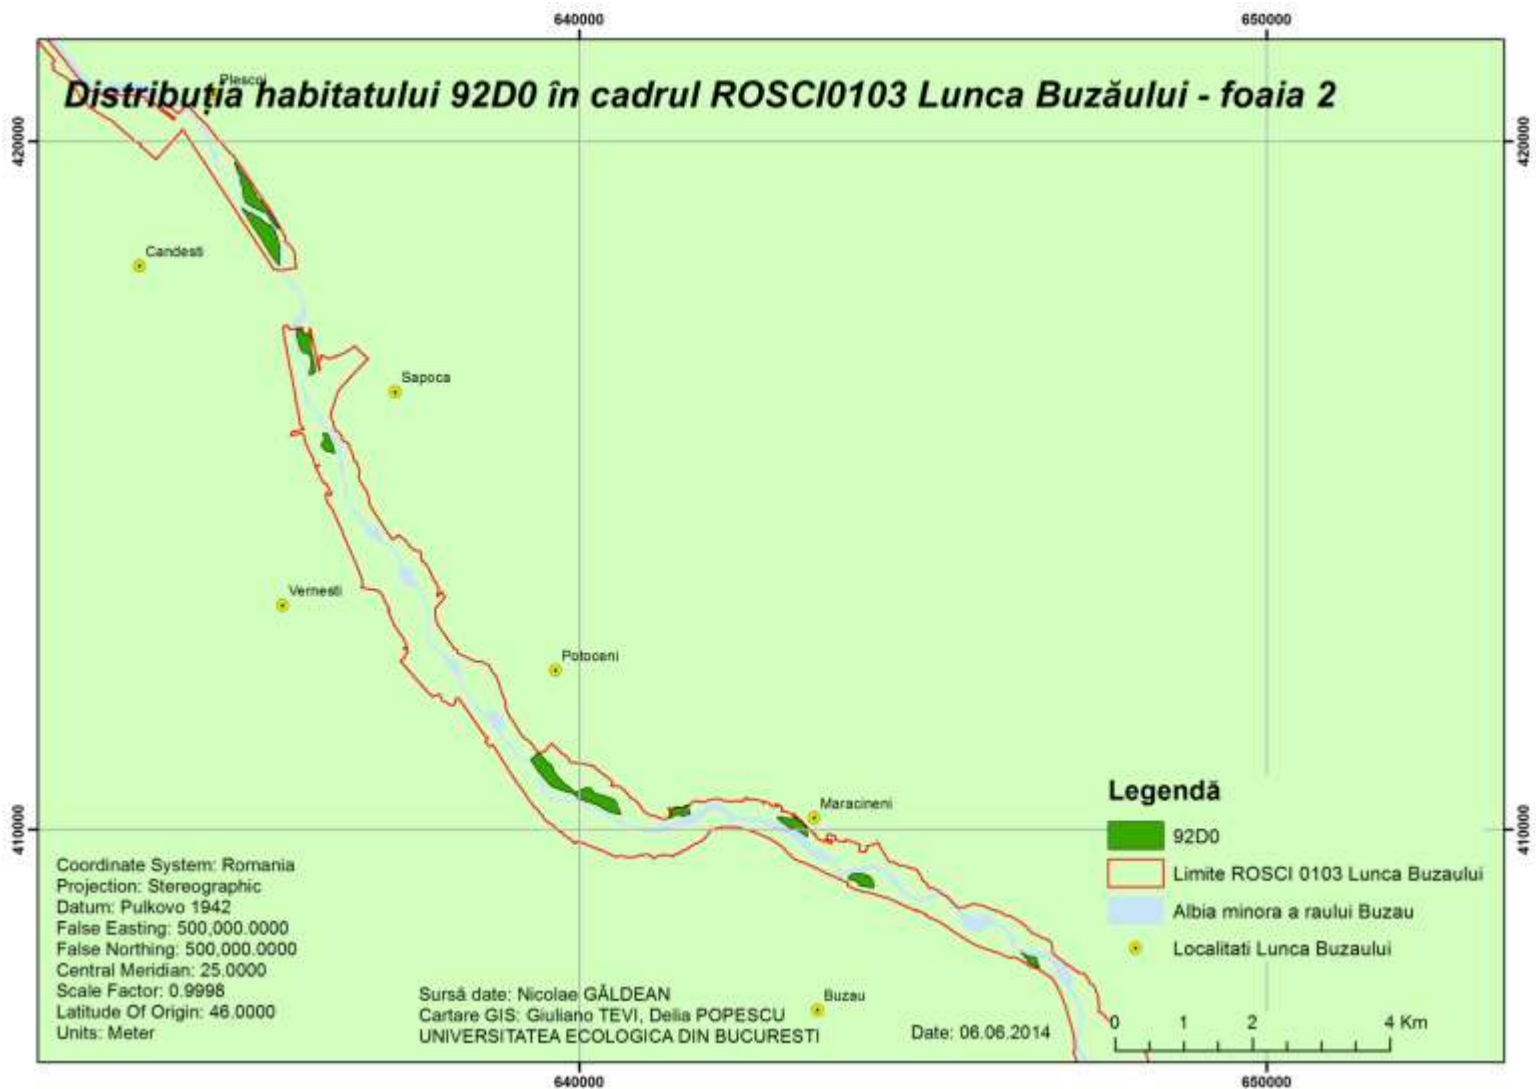 640000
650000
Plescoi
Distribuția habitatului 92D0 în cadrul ROSCI0103 Lunca Buzăului - foaia 2
420000
420000
Candesti
Sapoca
Vernesti
Potoceni
Maracineni
410000
410000
Legendă
92D0
Limite ROSCI 0103 Lunca Buzaului
Albia minora a raului Buzau
Localitati Lunca Buzaului
Coordinate System: Romania
Projection: Stereographic
Datum: Pulkovo 1942
False Easting: 500,000.0000
False Northing: 500,000.0000
Central Meridian: 25.0000
Scale Factor: 0.9998
Latitude Of Origin: 46.0000
Units: Meter
Sursă date: Nicolae GĂLDEAN
Cartare GIS: Giuliano TEVI, Delia POPESCU
UNIVERSITATEA ECOLOGICA DIN BUCURESTI
Buzau
Date: 06.06.2014
0 1 2 4 Km
640000
650000